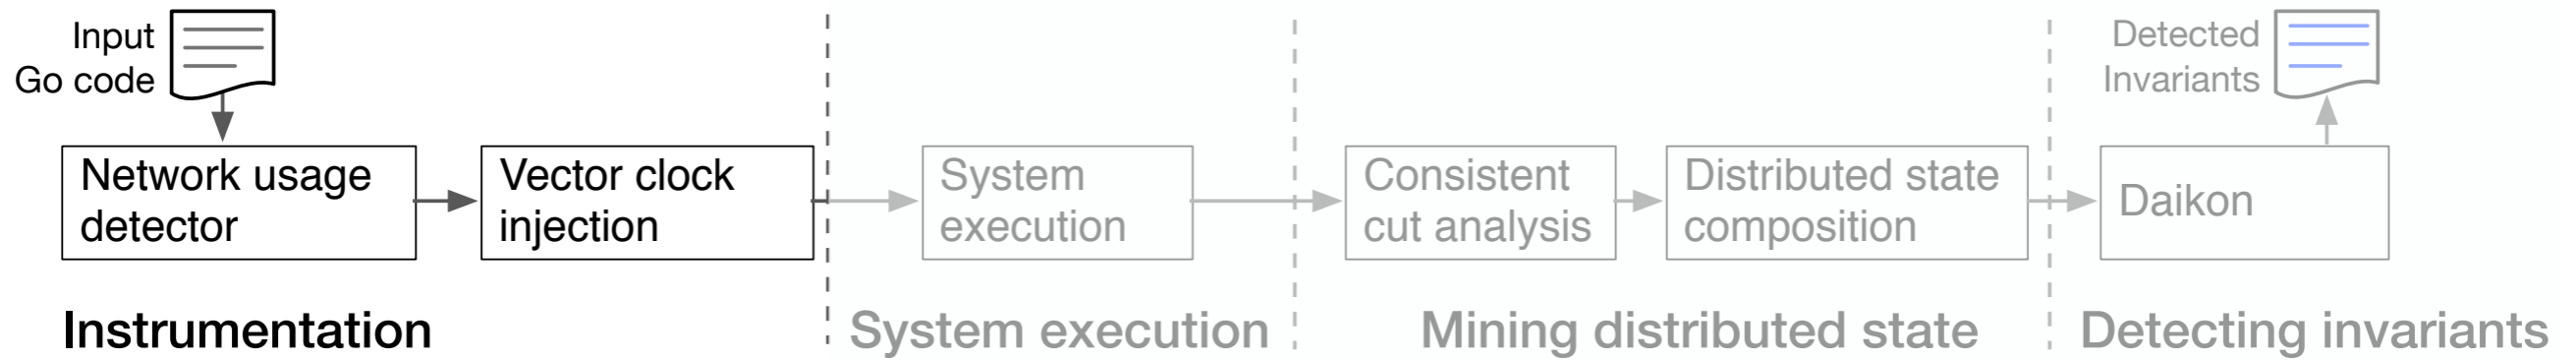 Input
Go code
Network usage
detector
Vector clock
injection
Instrumentation
System
execution
System execution
Consistent
cut analysis
Distributed state
composition
Mining distributed state
Detected
Invariants
Daikon
Detecting invariants